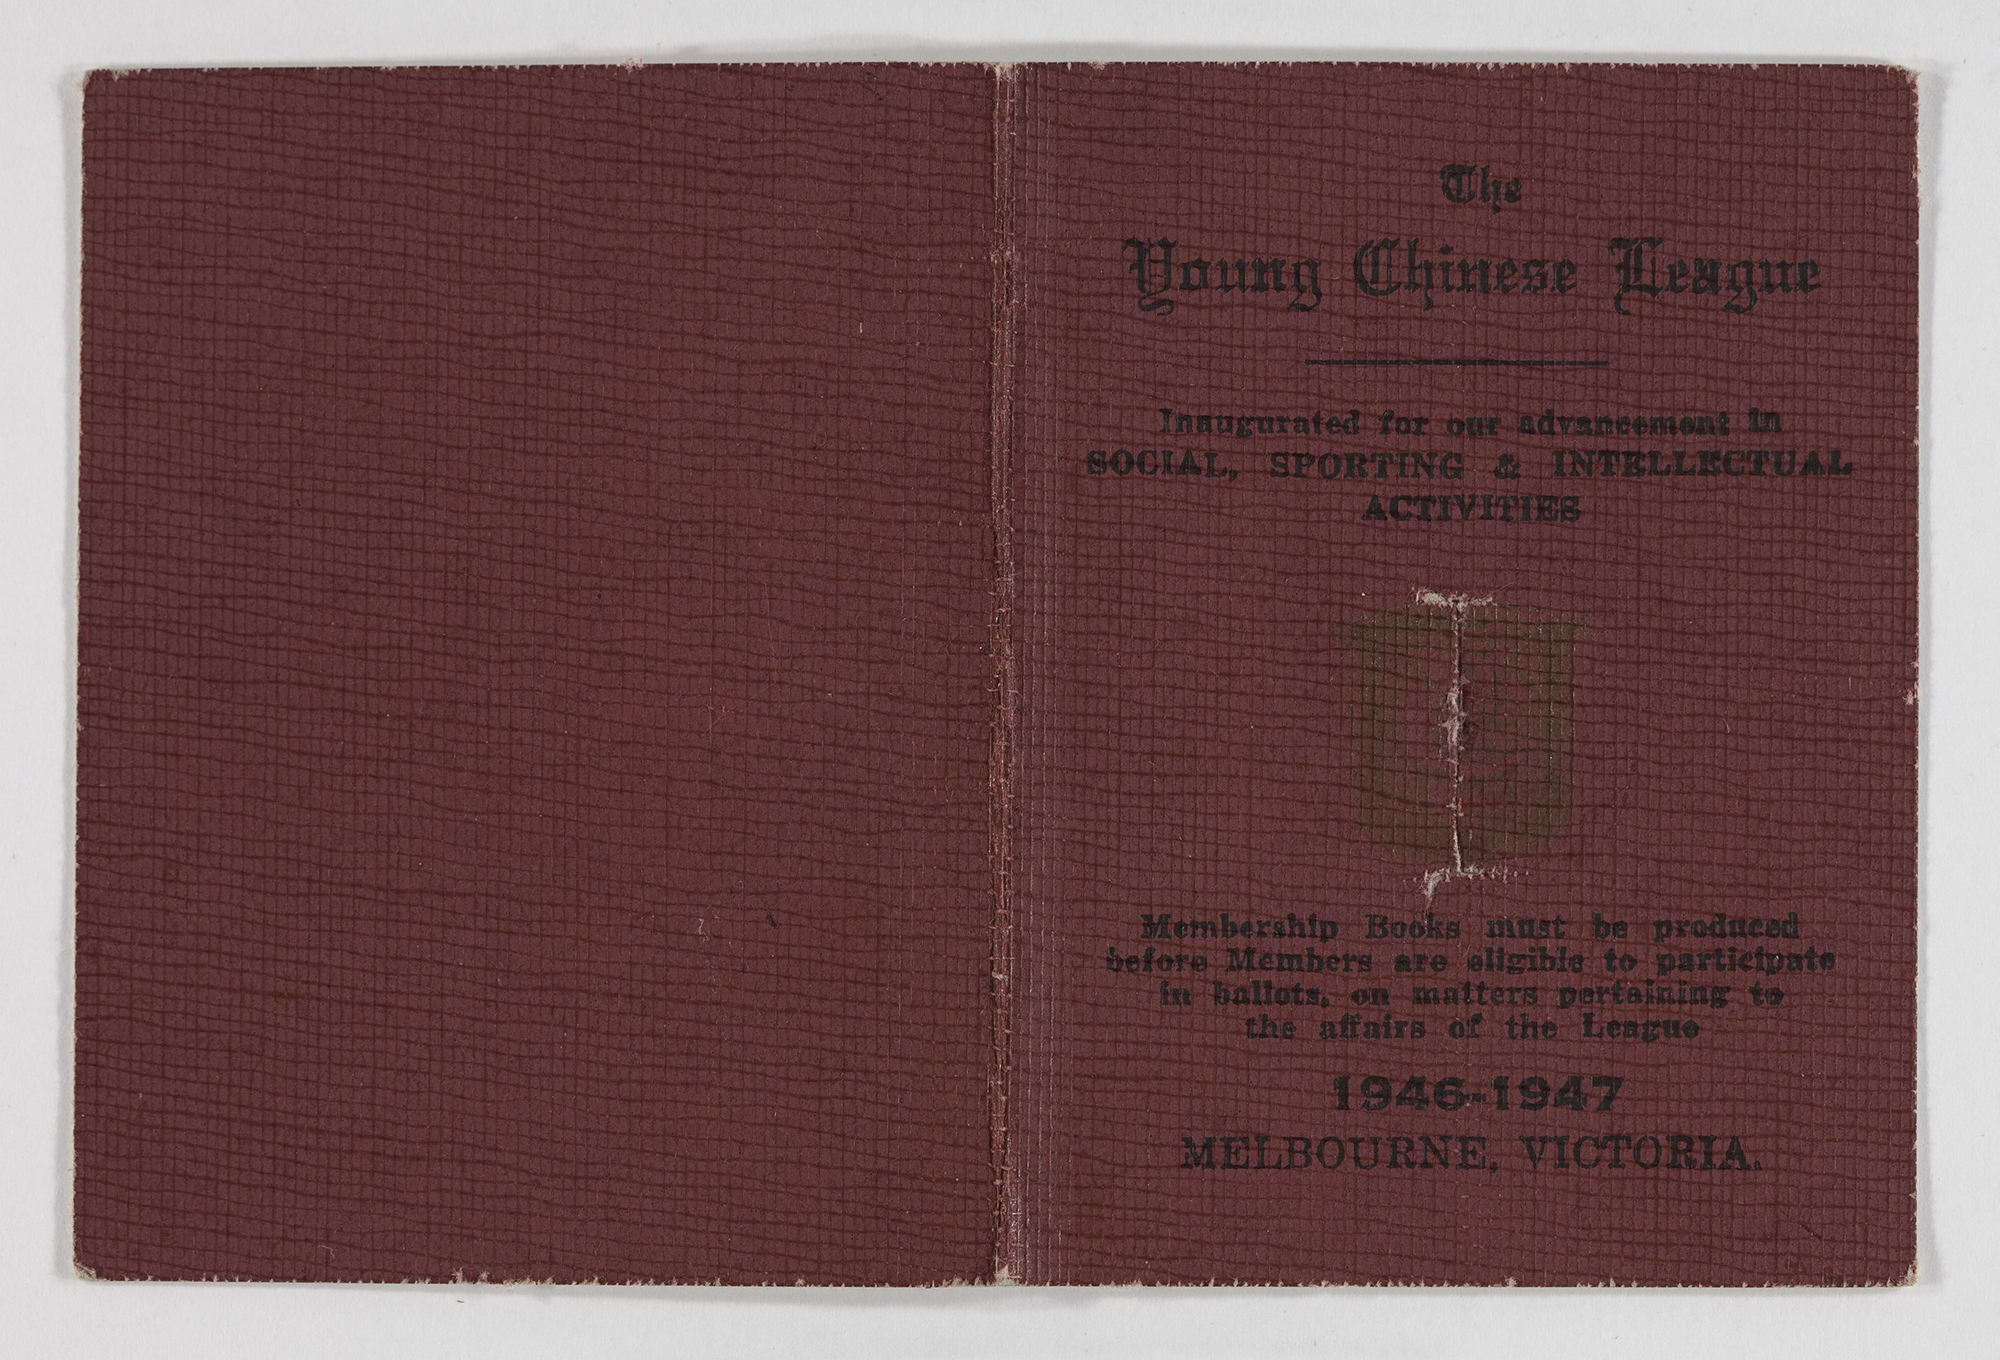 The
Young Chinese League
Inaugurated for our advancement in
SOCIAL, SPORTING & INTELLECTUAL
ACTIVITIES
Membership Books must be produced
before Members are eligible to participate
in ballots, on matters pertaining to
the affairs of the League
1946-1947
MELBOURNE, VICTORIA.